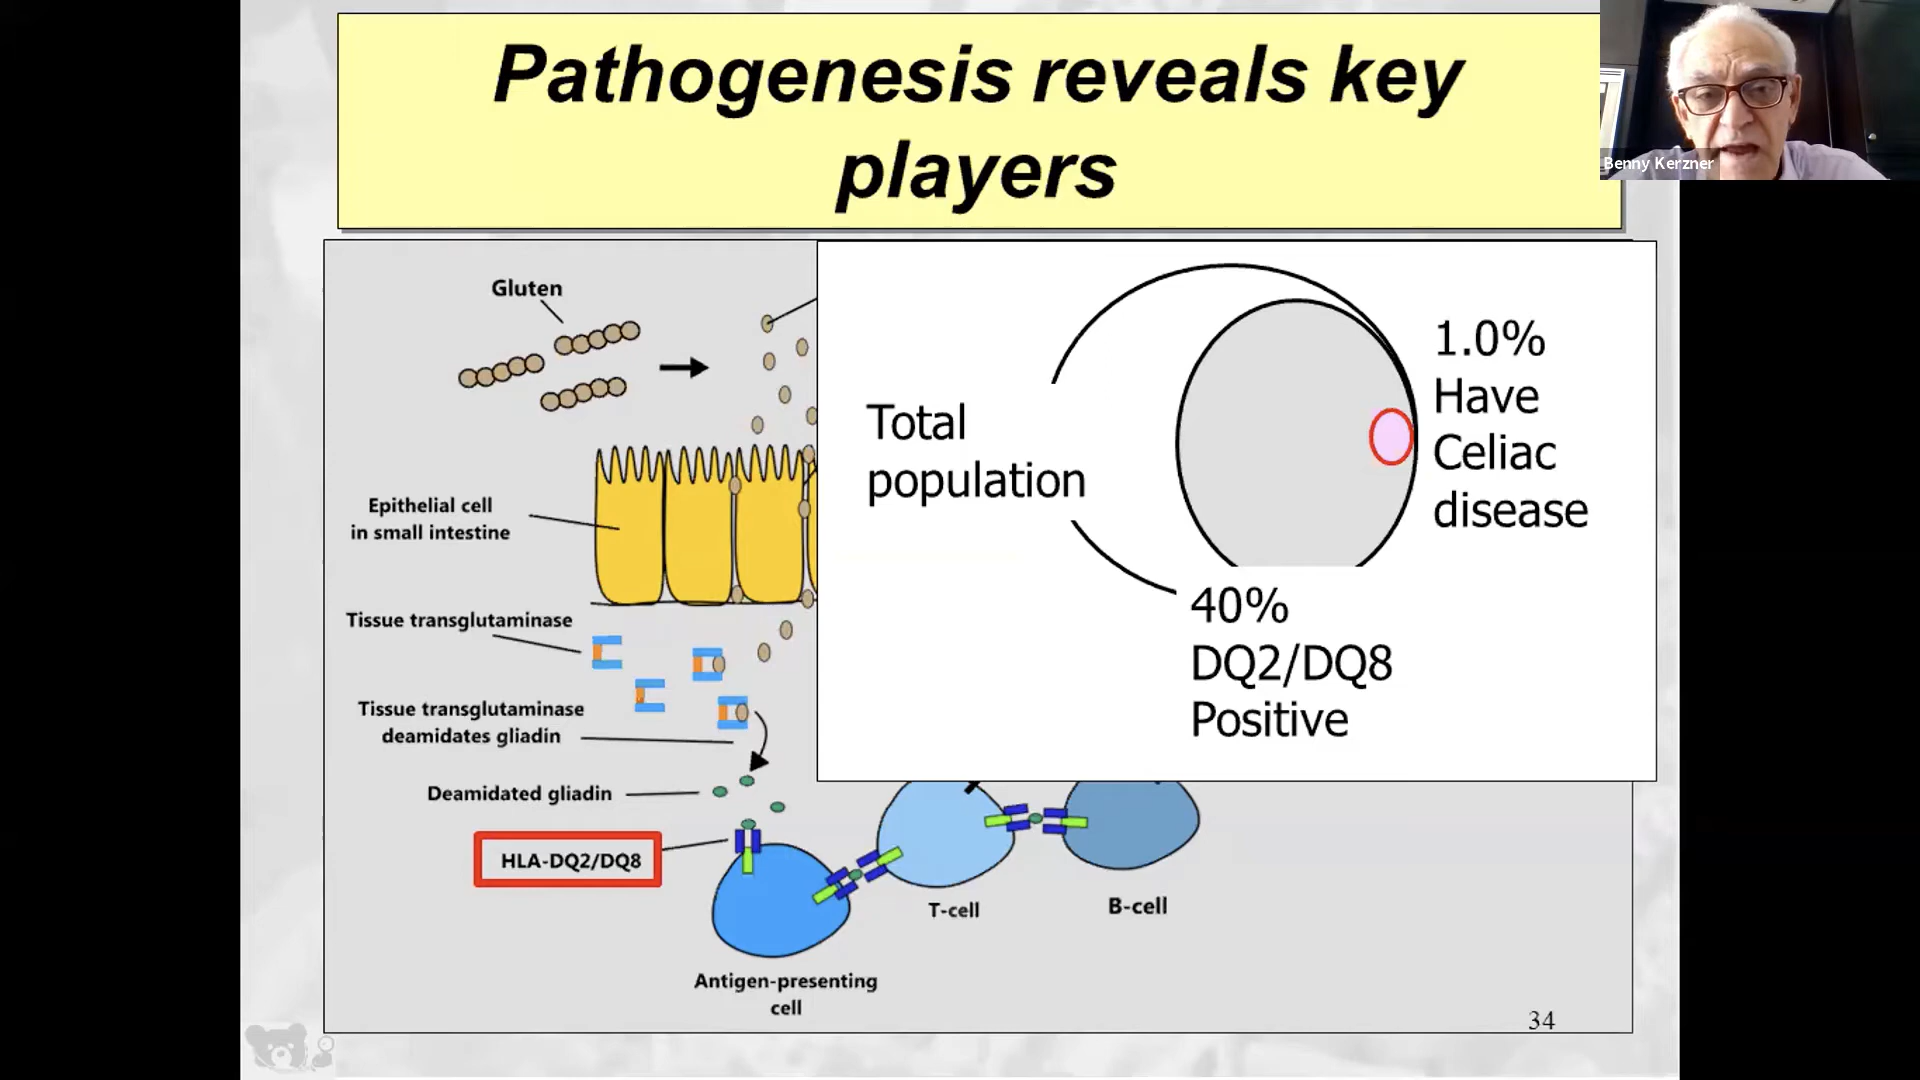 Pathogenesis reveals key
players
Benny Kerzner
Gluten
Epithelial cell
in small intestine
Tissue transglutaminase
Tissue transglutaminase
deamidates gliadin
Deamidated gliadin
HLA-DQ2/DQ8
Antigen-presenting
cell
T-cell
B-cell
Total
population
1.0%
Have
Celiac
disease
40%
DQ2/DQ8
Positive
34